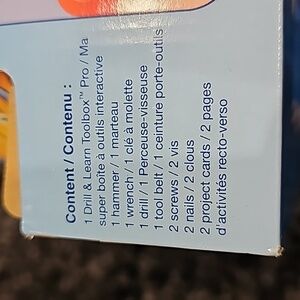 Content / Contenu :
1 Drill & Learn Toolbox™ Pro / Ma
super boîte à outils interactive
1 hammer / 1 marteau
1 wrench / 1 clé à molette
1 drill / 1 Perceuse-visseuse
1 tool belt / 1 ceinture porte-outils
2 screws / 2 vis
2 nails / 2 clous
2 project cards / 2 pages
d'activités recto-verso